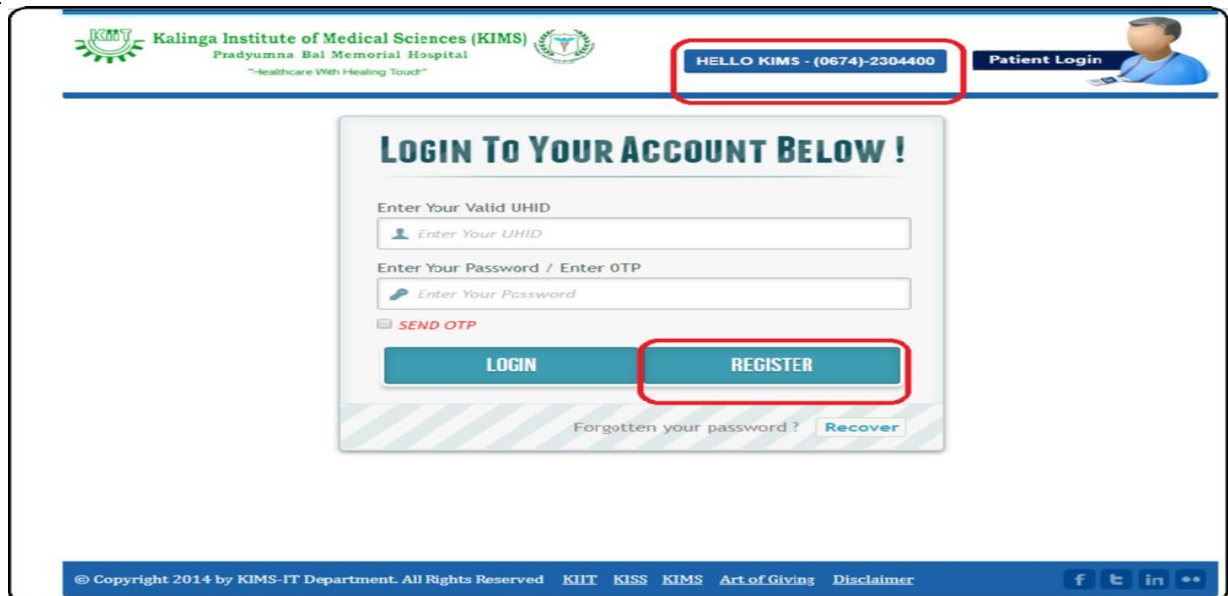 KIIT
Kalinga Institute of Medical Sciences (KIMS)
Pradyumna Bal Memorial Hospital
"Healthcare With Healing Touch"
HELLO KIMS - (0674)-2304400
Patient Login
LOGIN TO YOUR ACCOUNT BELOW !
Enter Your Valid UHID
Enter Your UHID
Enter Your Password / Enter OTP
Enter Your Password
SEND OTP
LOGIN REGISTER
Forgotten your password ? Recover
© Copyright 2014 by KIMS-IT Department. All Rights Reserved KIIT KISS KIMS Art of Giving Disclaimer